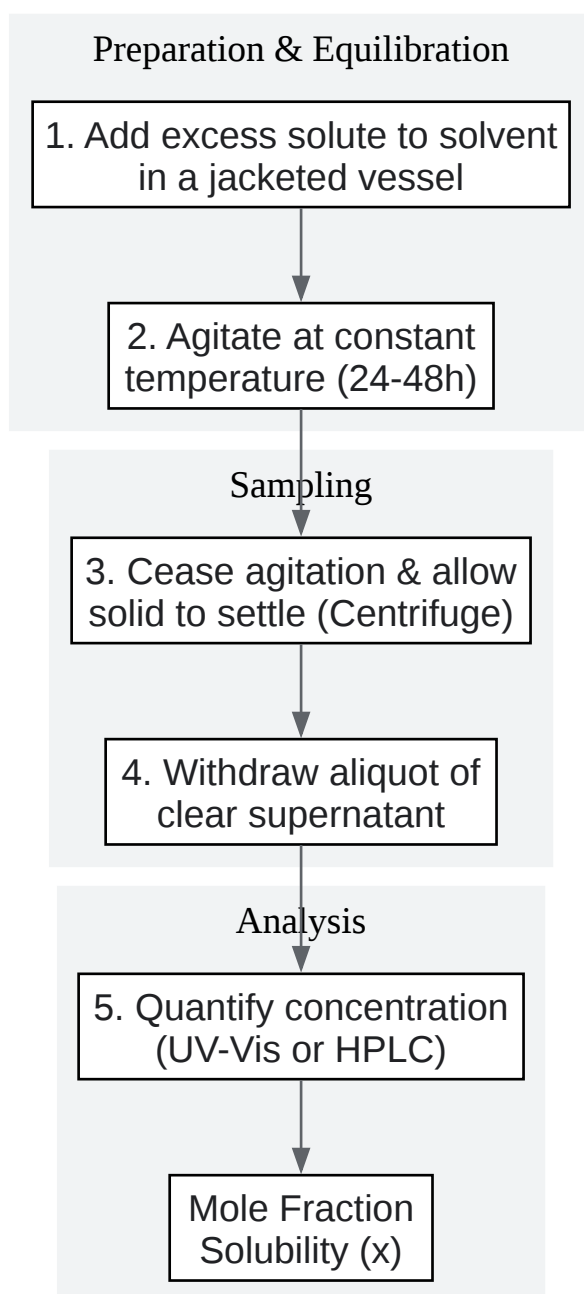 Preparation & Equilibration
1. Add excess solute to solvent
in a jacketed vessel
2. Agitate at constant
temperature (24-48h)
Sampling
3. Cease agitation & allow
solid to settle (Centrifuge)
4. Withdraw aliquot of
clear supernatant
Analysis
5. Quantify concentration
(UV-Vis or HPLC)
Mole Fraction
Solubility (x)